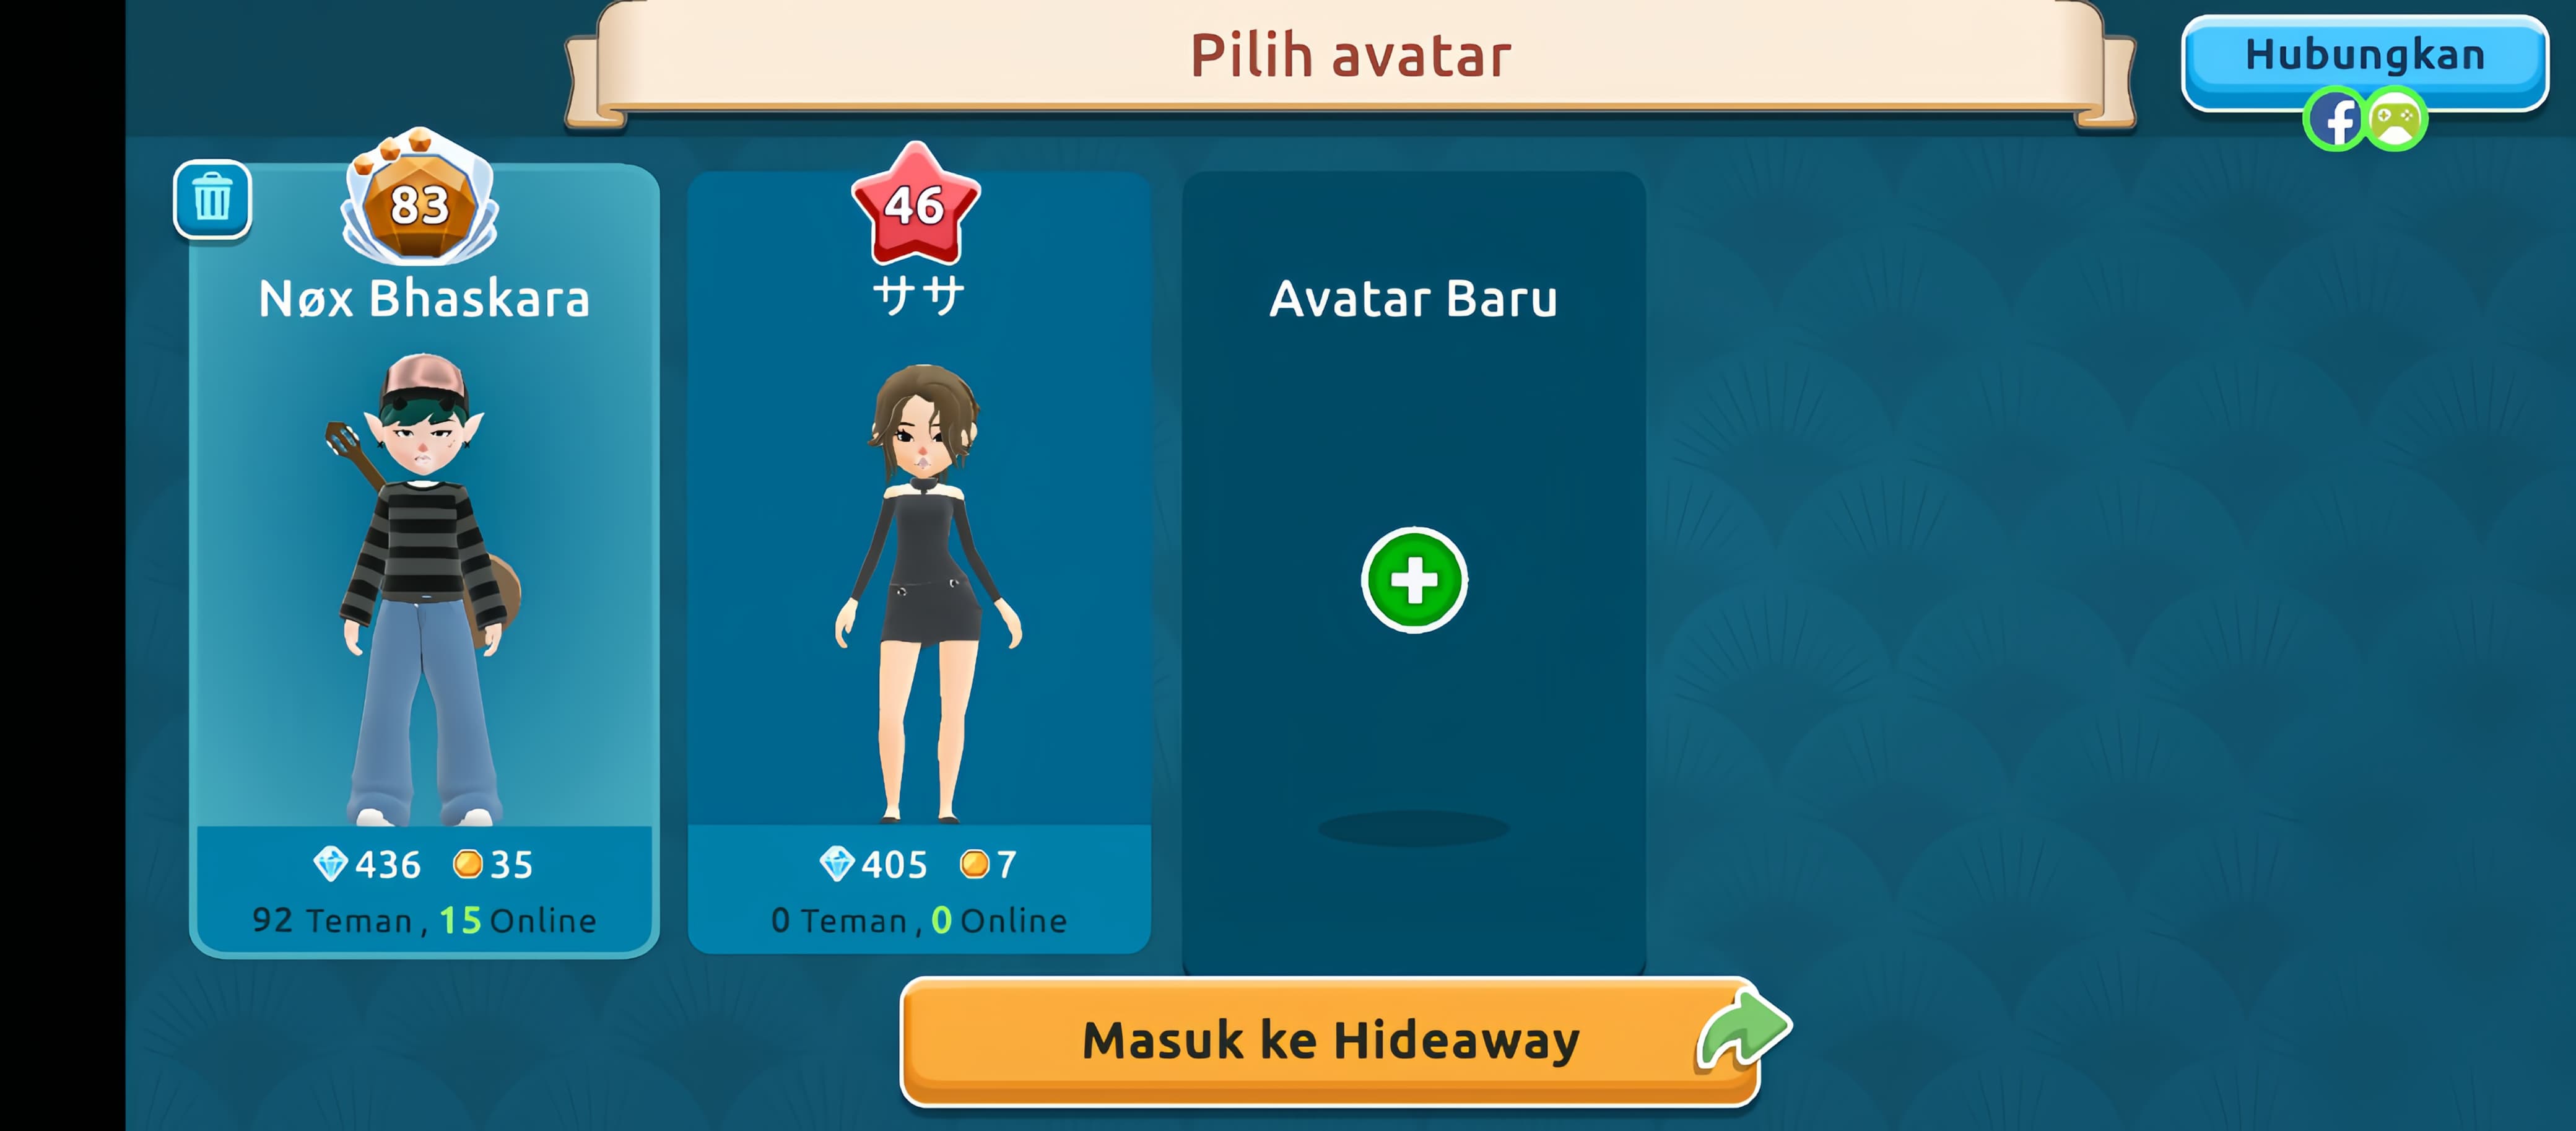 Pilih avatar
Hubungkan
83
Nøx Bhaskara
436 35
92 Teman, 15 Online
46
ササ
405 7
0 Teman, 0 Online
Avatar Baru
Masuk ke Hideaway